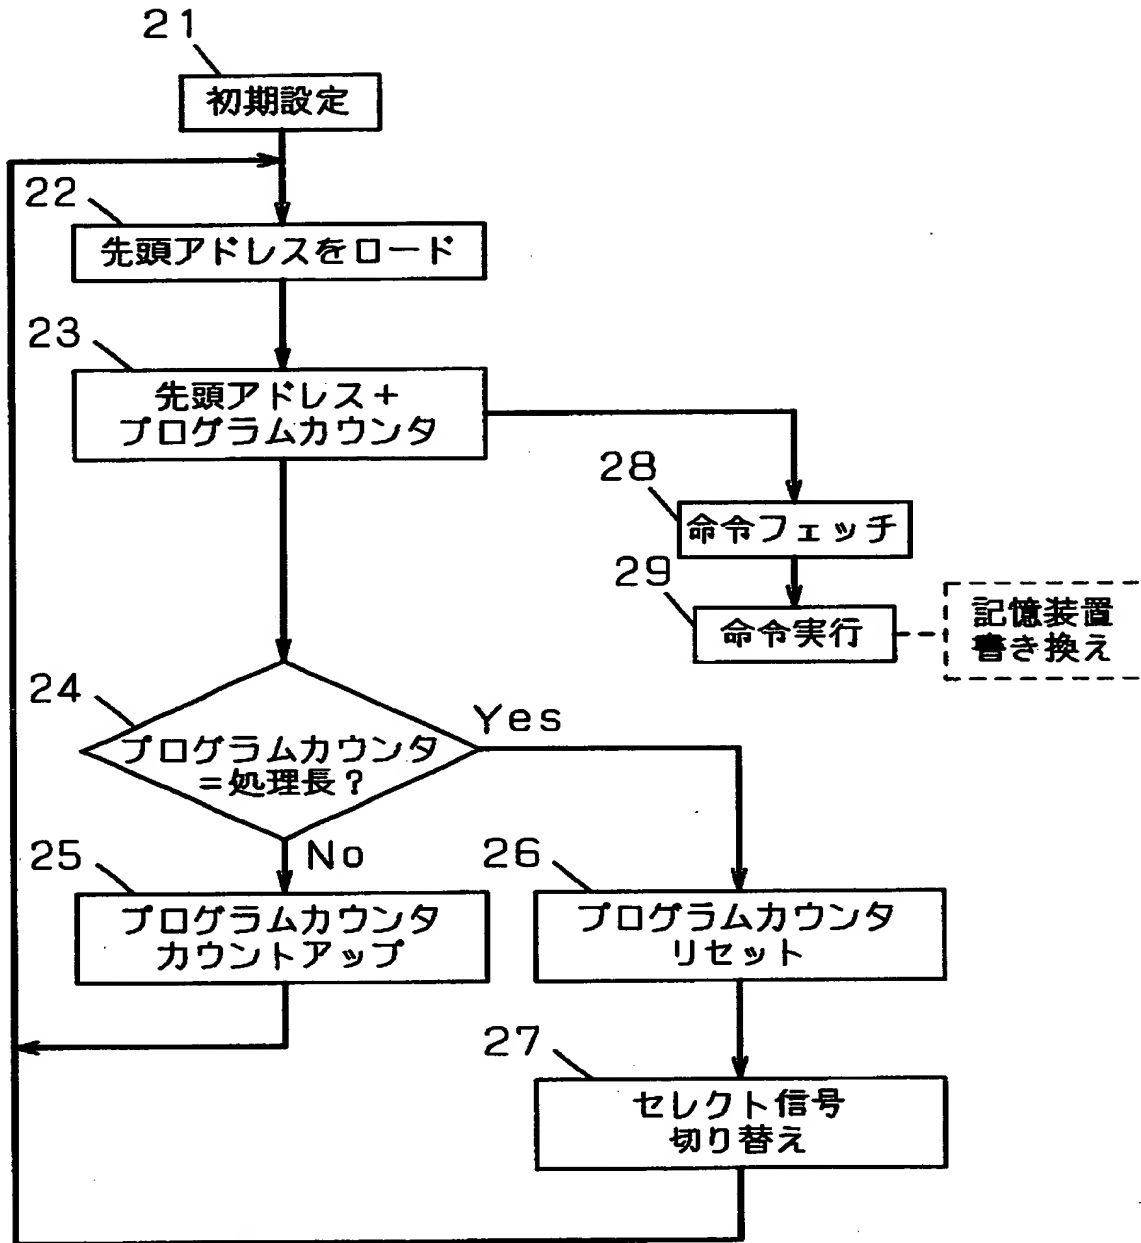 21
初期設定
22
先頭アドレスをロード
23
先頭アドレス+
プログラムカウンタ
28
命令フェッチ
29
命令実行
記憶装置
書き換え
24
プログラムカウンタ
=処理長?
Yes
No
25
プログラムカウンタ
カウントアップ
26
プログラムカウンタ
リセット
27
セレクト信号
切り替え